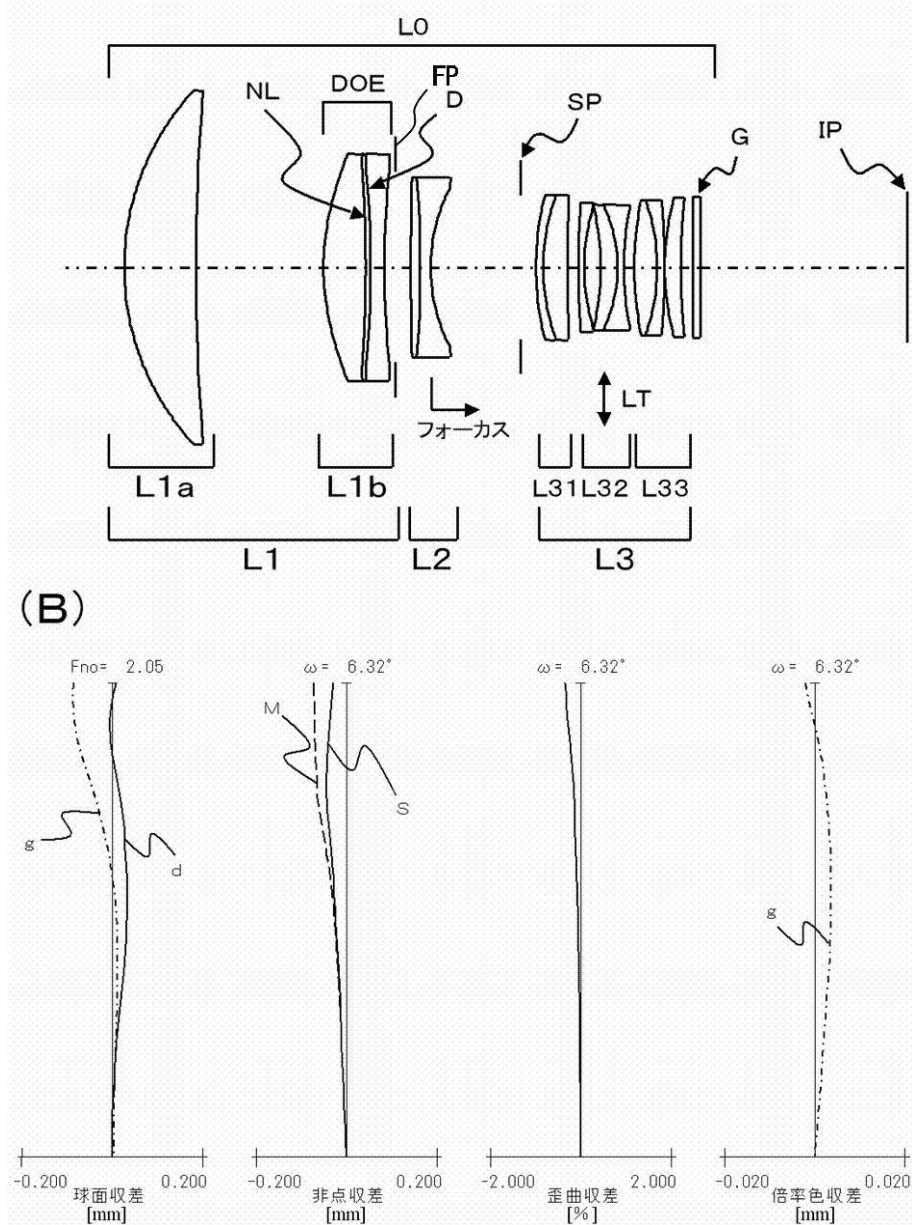 L0
DOE
FP
NL
D
SP
G
IP
フォーカス
LT
L1a
L1b
L31
L32
L33
L1
L2
L3
(B)
Fno= 2.05
ω= 6.32°
ω= 6.32°
ω= 6.32°
M
S
g
d
g
-0.200 0.200
球面収差
[mm]
-0.200 0.200
非点収差
[mm]
-2.000 2.000
歪曲収差
[%]
-0.020 0.020
倍率色収差
[mm]